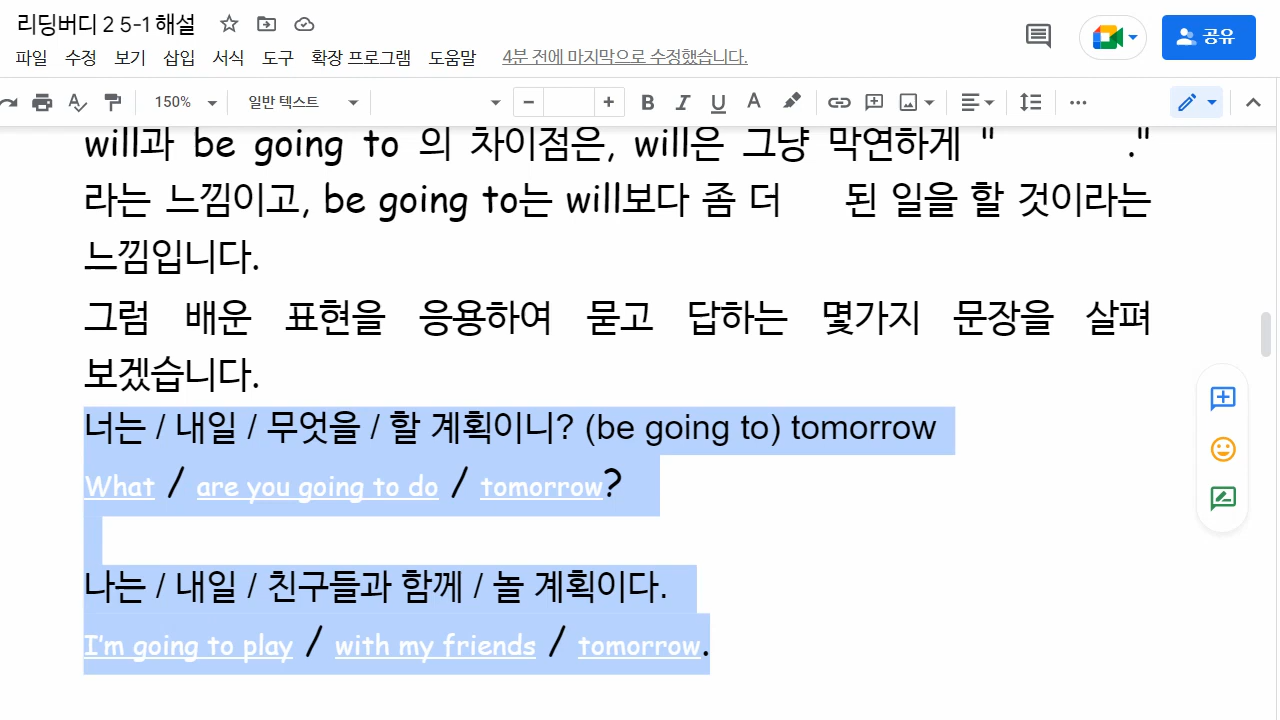 리딩버디 2 5-1 해설
파일 수정 보기 삽입 서식 도구 확장 프로그램 도움말 4분 전에 마지막으로 수정했습니다.
공유
150% 일반 텍스트 − + B I U A
will과 be going to 의 차이점은, will은 그냥 막연하게 " ."
라는 느낌이고, be going to는 will보다 좀 더 된 일을 할 것이라는
느낌입니다.
그럼 배운 표현을 응용하여 묻고 답하는 몇가지 문장을 살펴
보겠습니다.
너는 / 내일 / 무엇을 / 할 계획이니? (be going to) tomorrow
What / are you going to do / tomorrow?
나는 / 내일 / 친구들과 함께 / 놀 계획이다.
I'm going to play / with my friends / tomorrow.